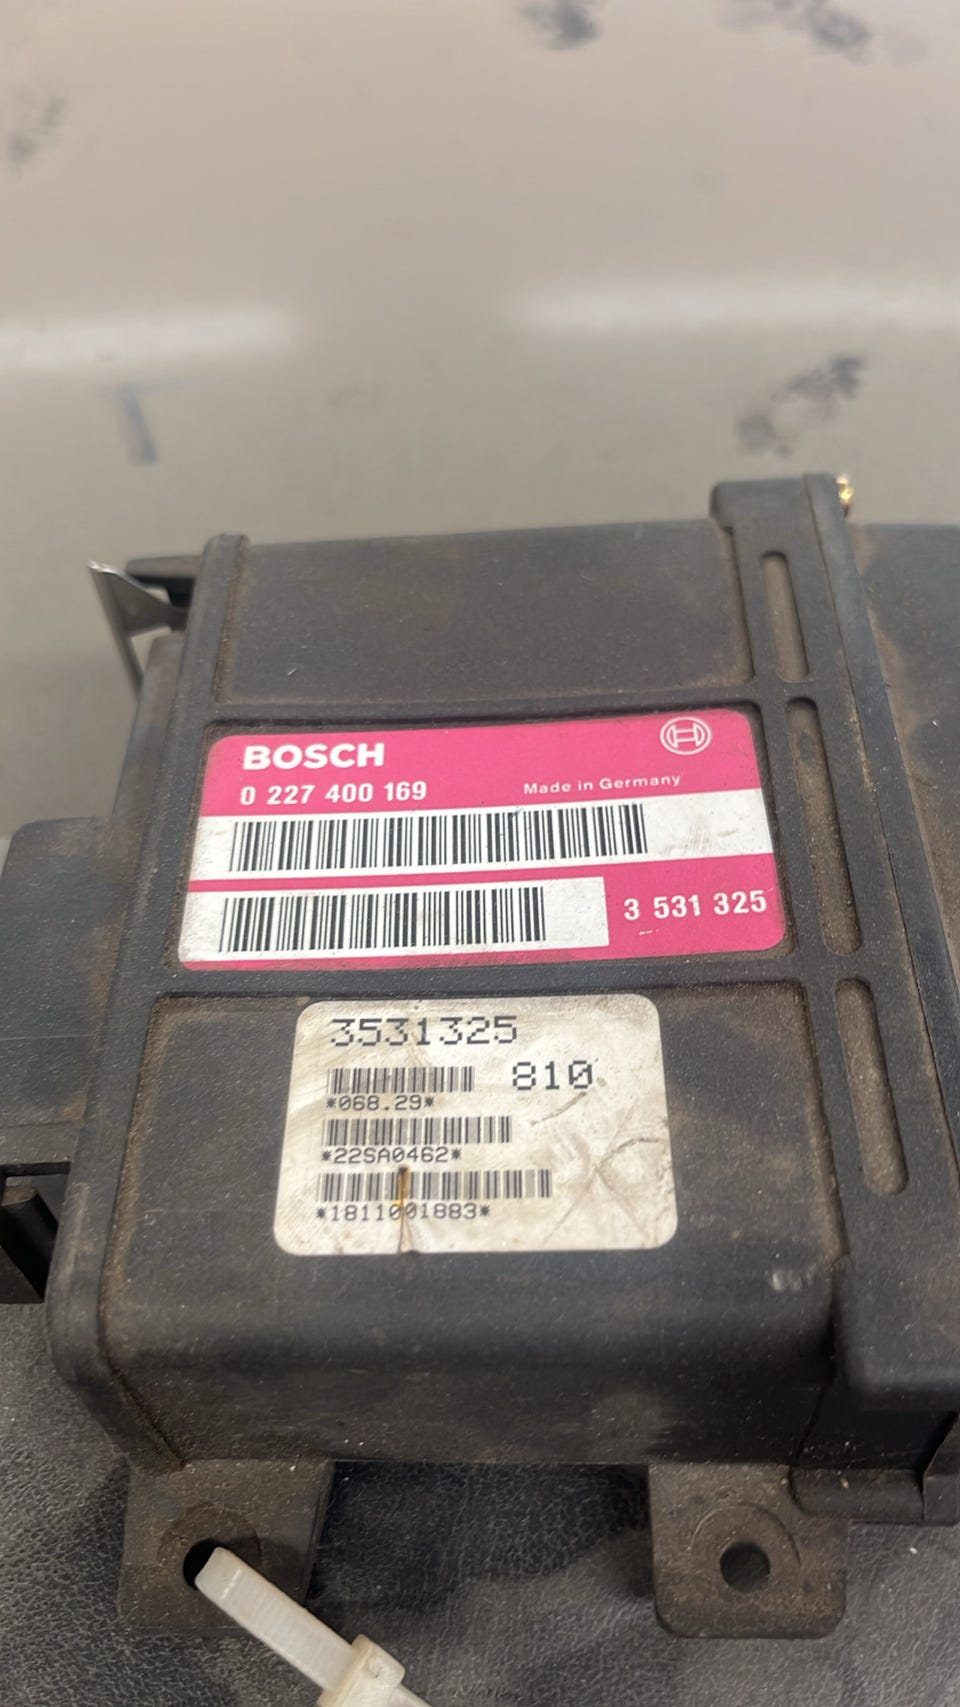 BOSCH
0 227 400 169
Made in Germany
3 531 325
3531325
810
*068.29*
*22SA0462*
*1811001883*